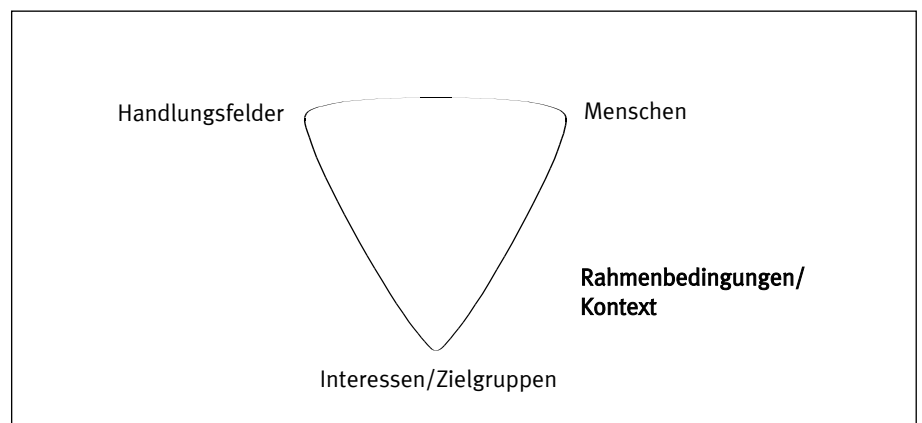 Handlungsfelder
Menschen
Rahmenbedingungen/
Kontext
Interessen/Zielgruppen